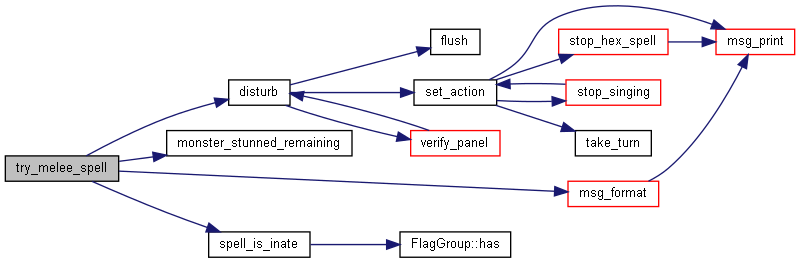 try_melee_spell
disturb
monster_stunned_remaining
spell_is_inate
flush
set_action
verify_panel
FlagGroup::has
stop_hex_spell
stop_singing
take_turn
msg_format
msg_print